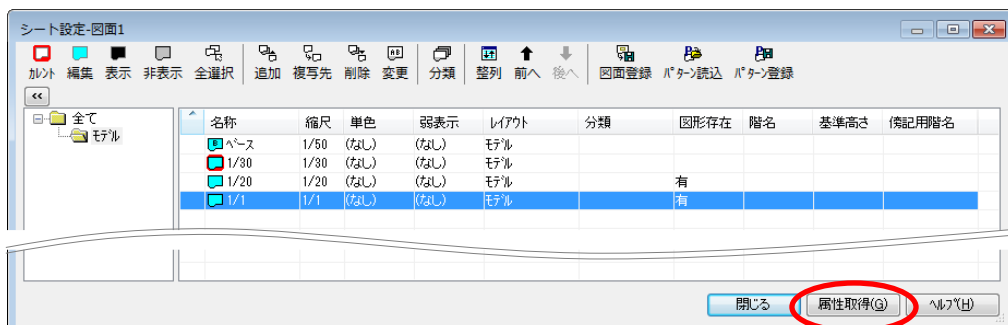 シート設定-図面1
ｶﾚﾝﾄ 編集 表示 非表示 全選択 追加 複写先 削除 変更 分類 整列 前へ 後へ 図面登録 ﾊﾟﾀｰﾝ読込 ﾊﾟﾀｰﾝ登録
<<
全て
ﾓﾃﾞﾙ
名称 縮尺 単色 弱表示 ﾚｲｱｳﾄ 分類 図形存在 階名 基準高さ 傍記用階名
B ﾍﾞｰｽ 1/50 (なし) (なし) ﾓﾃﾞﾙ
1/30 1/30 (なし) (なし) ﾓﾃﾞﾙ
1/20 1/20 (なし) (なし) ﾓﾃﾞﾙ 有
1/1 1/1 (なし) (なし) ﾓﾃﾞﾙ 有
閉じる 属性取得(G) ﾍﾙﾌﾟ(H)